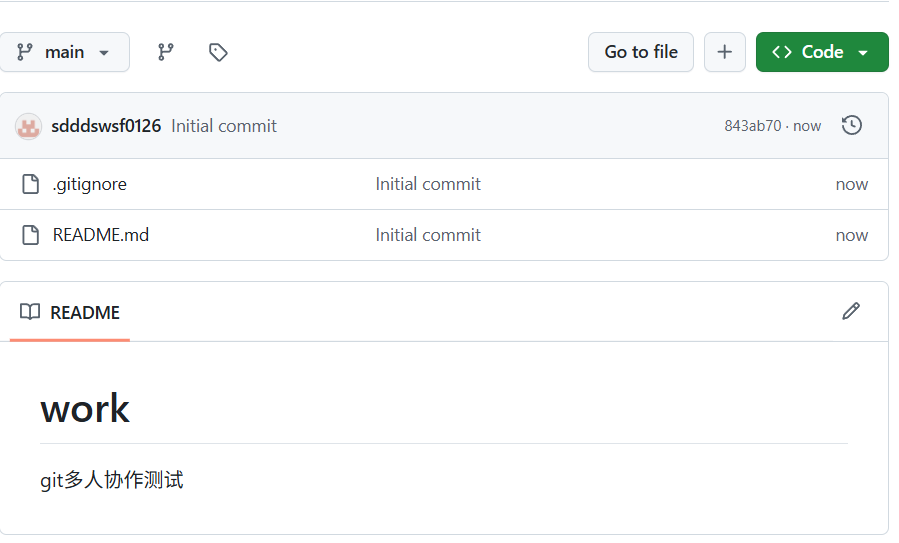 main Go to file Code
sdddswsf0126 Initial commit 843ab70 · now
.gitignore Initial commit now
README.md Initial commit now
README
work
git多人协作测试